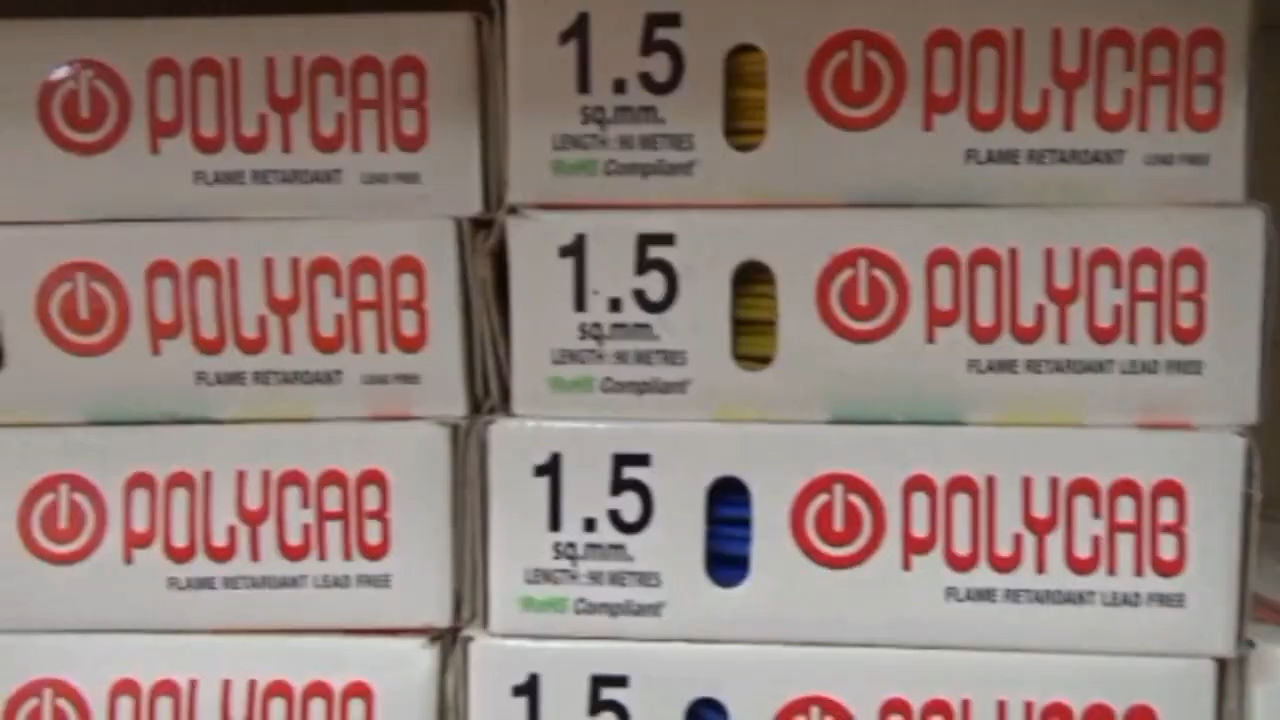 POLYCAB
FLAME RETARDANT LEAD FREE
1.5
sq.mm.
LENGTH : 90 METRES
RoHS Compliant
POLYCAB
FLAME RETARDANT LEAD FREE
POLYCAB
FLAME RETARDANT LEAD FREE
1.5
sq.mm.
LENGTH : 90 METRES
RoHS Compliant
POLYCAB
FLAME RETARDANT LEAD FREE
POLYCAB
FLAME RETARDANT LEAD FREE
1.5
sq.mm.
LENGTH : 90 METRES
RoHS Compliant
POLYCAB
FLAME RETARDANT LEAD FREE
POLYCAB
1.5
POLYCAB